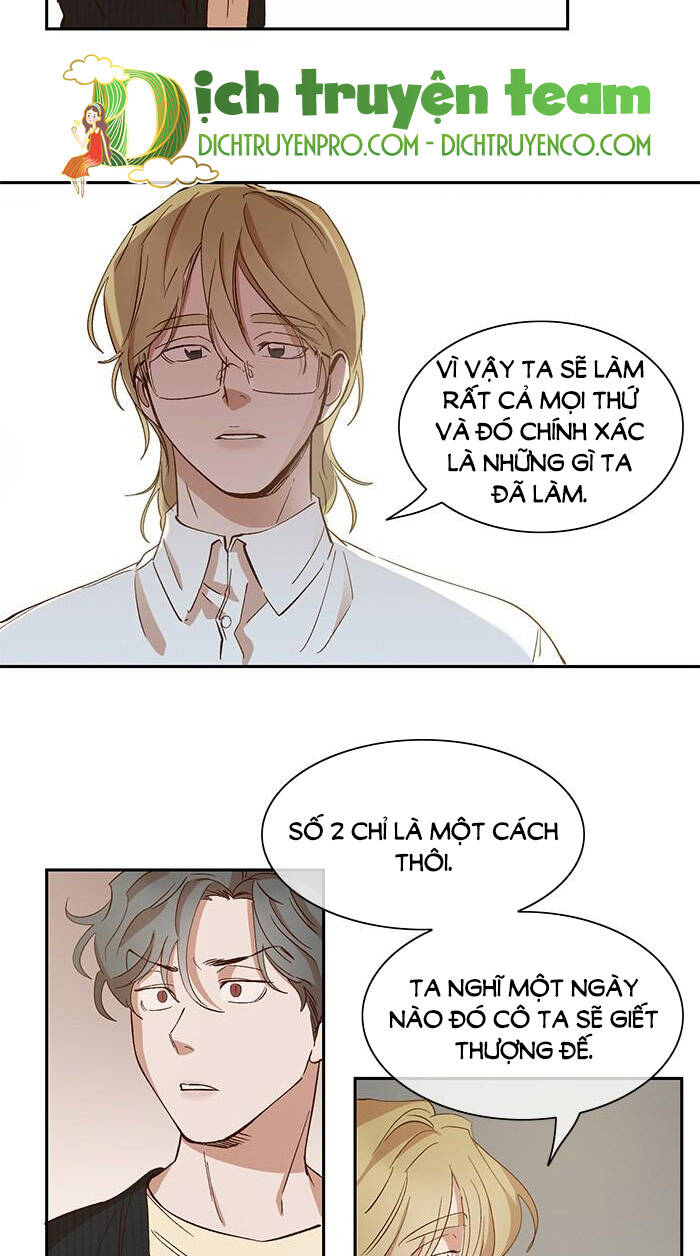 Dịch truyện team
DICHTRUYENPRO.COM - DICHTRUYENCO.COM
VÌ VẬY TA SẼ LÀM
RẤT CẢ MỌI THỨ
VÀ ĐÓ CHÍNH XÁC
LÀ NHỮNG GÌ TA
ĐÃ LÀM.
SỐ 2 CHỈ LÀ MỘT CÁCH
THÔI.
TA NGHĨ MỘT NGÀY
NÀO ĐÓ CÔ TA SẼ GIẾT
THƯỢNG ĐẾ.